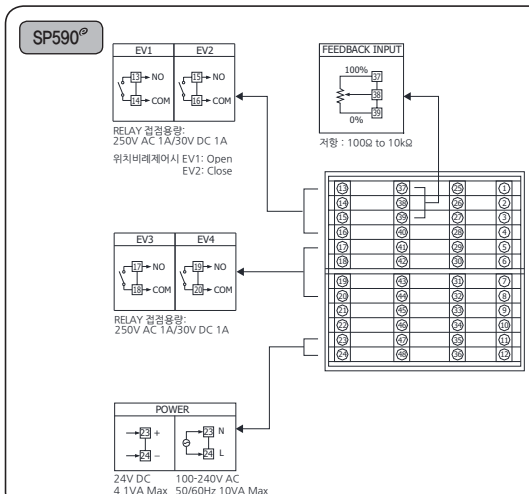 SP590
EV1 EV2
13 NO 15 NO
14 COM 16 COM
RELAY 접점용량:
250V AC 1A/30V DC 1A
위치비례제어시 EV1: Open
EV2: Close
FEEDBACK INPUT
100% 37
38
0% 39
저항 : 100Ω to 10kΩ
EV3 EV4
17 NO 19 NO
18 COM 20 COM
RELAY 접점용량:
250V AC 1A/30V DC 1A
13 37 25 1
14 38 26 2
15 39 27 3
16 40 28 4
17 41 29 5
18 42 30 6
19 43 31 7
20 44 32 8
21 45 33 9
22 46 34 10
23 47 35 11
24 48 36 12
POWER
23 + 23 N
24 − 24 L
24V DC 100-240V AC
4.1VA Max 50/60Hz 10VA Max